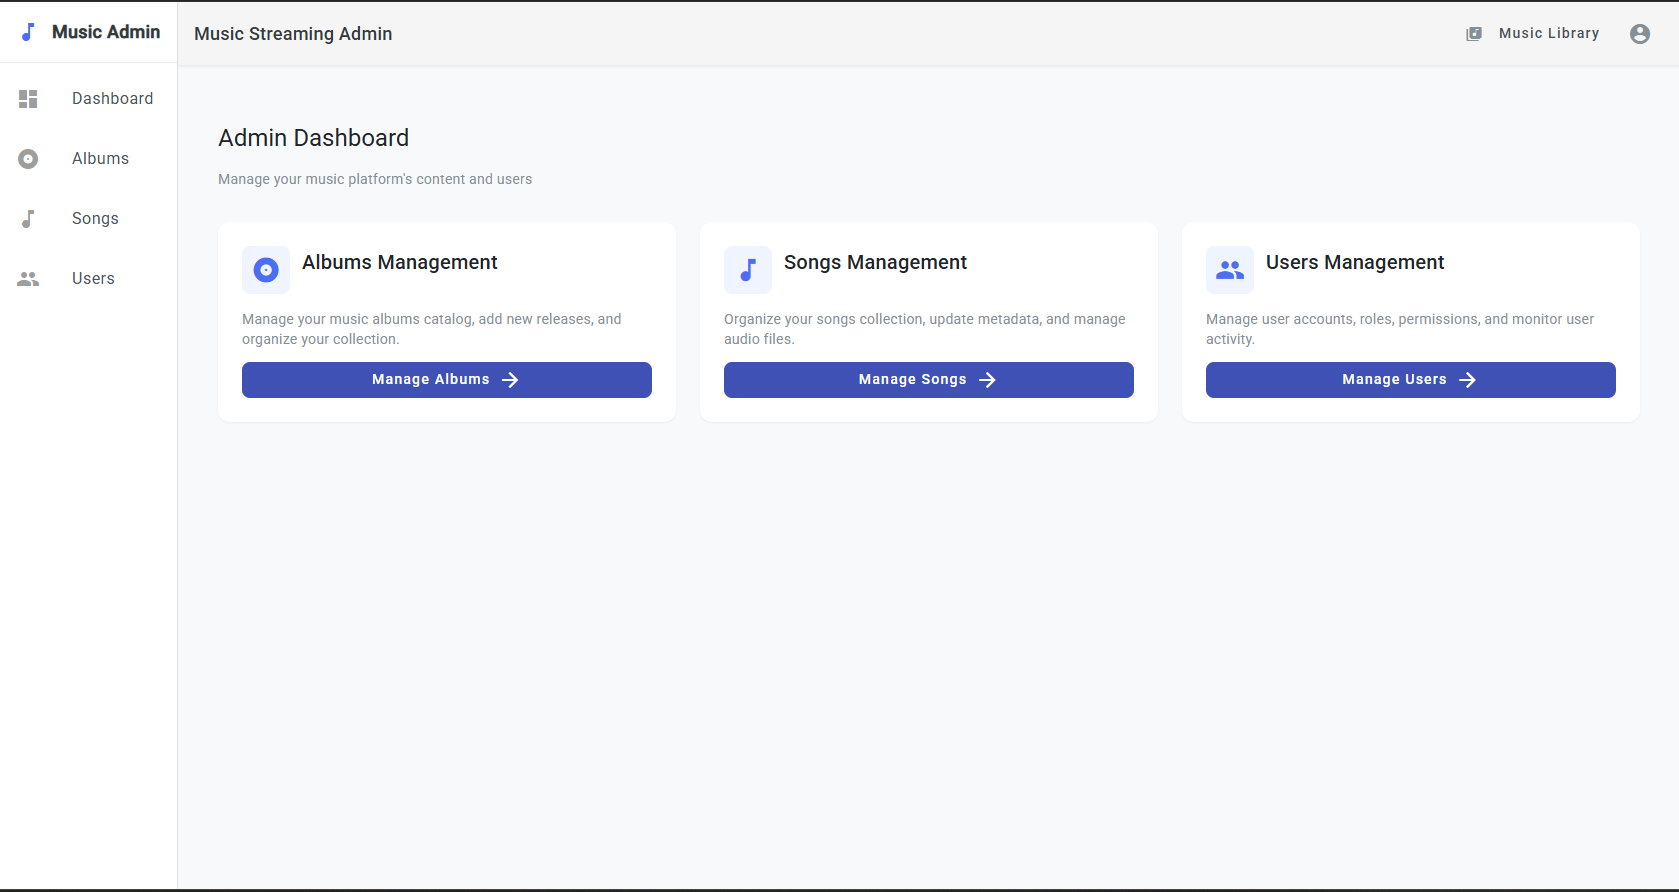 Music Admin
Music Streaming Admin
Music Library
Dashboard
Albums
Songs
Users
Admin Dashboard
Manage your music platform's content and users
Albums Management
Manage your music albums catalog, add new releases, and
organize your collection.
Manage Albums
Songs Management
Organize your songs collection, update metadata, and manage
audio files.
Manage Songs
Users Management
Manage user accounts, roles, permissions, and monitor user
activity.
Manage Users